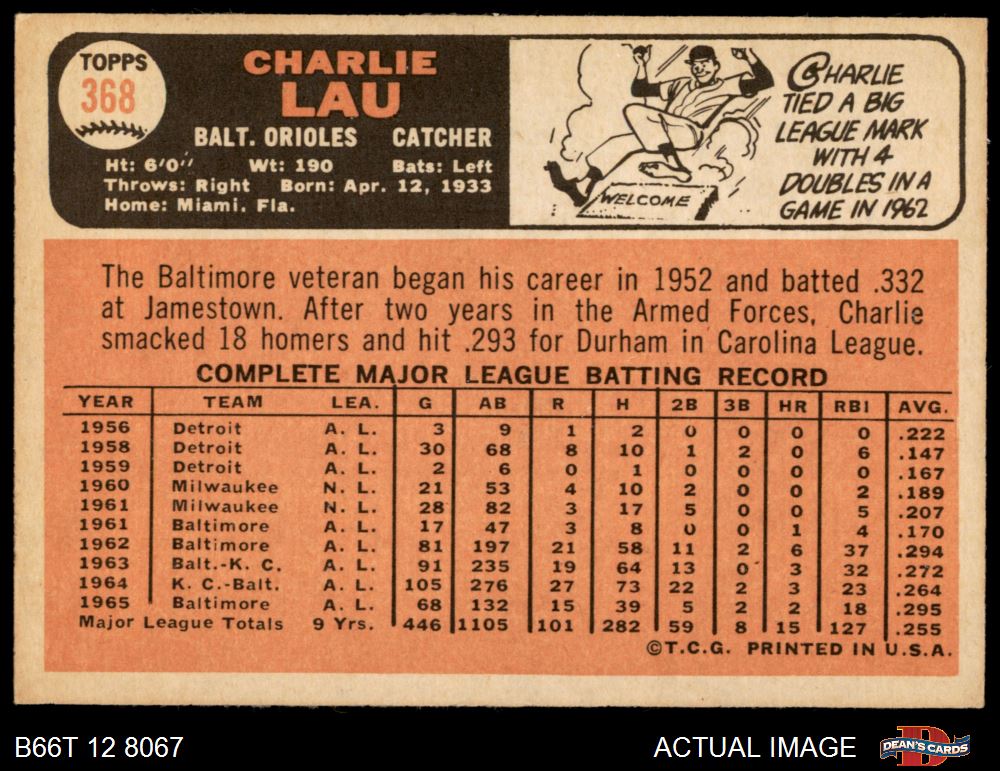 TOPPS
368
CHARLIE
LAU
BALT. ORIOLES CATCHER
Ht: 6'0" Wt: 190 Bats: Left
Throws: Right Born: Apr. 12, 1933
Home: Miami, Fla.
WELCOME
CHARLIE
TIED A BIG
LEAGUE MARK
WITH 4
DOUBLES IN A
GAME IN 1962
The Baltimore veteran began his career in 1952 and batted .332
at Jamestown. After two years in the Armed Forces, Charlie
smacked 18 homers and hit .293 for Durham in Carolina League.
COMPLETE MAJOR LEAGUE BATTING RECORD
YEAR TEAM LEA. G AB R H 2B 3B HR RBI AVG.
1956 Detroit A. L. 3 9 1 2 0 0 0 0 .222
1958 Detroit A. L. 30 68 8 10 1 2 0 6 .147
1959 Detroit A. L. 2 6 0 1 0 0 0 0 .167
1960 Milwaukee N. L. 21 53 4 10 2 0 0 2 .189
1961 Milwaukee N. L. 28 82 3 17 5 0 0 5 .207
1961 Baltimore A. L. 17 47 3 8 0 0 1 4 .170
1962 Baltimore A. L. 81 197 21 58 11 2 6 37 .294
1963 Balt.-K. C. A. L. 91 235 19 64 13 0 3 32 .272
1964 K. C.-Balt. A. L. 105 276 27 73 22 2 3 23 .264
1965 Baltimore A. L. 68 132 15 39 5 2 2 18 .295
Major League Totals 9 Yrs. 446 1105 101 282 59 8 15 127 .255
©T.C.G. PRINTED IN U.S.A.
B66T 12 8067
ACTUAL IMAGE
DEAN'S CARDS